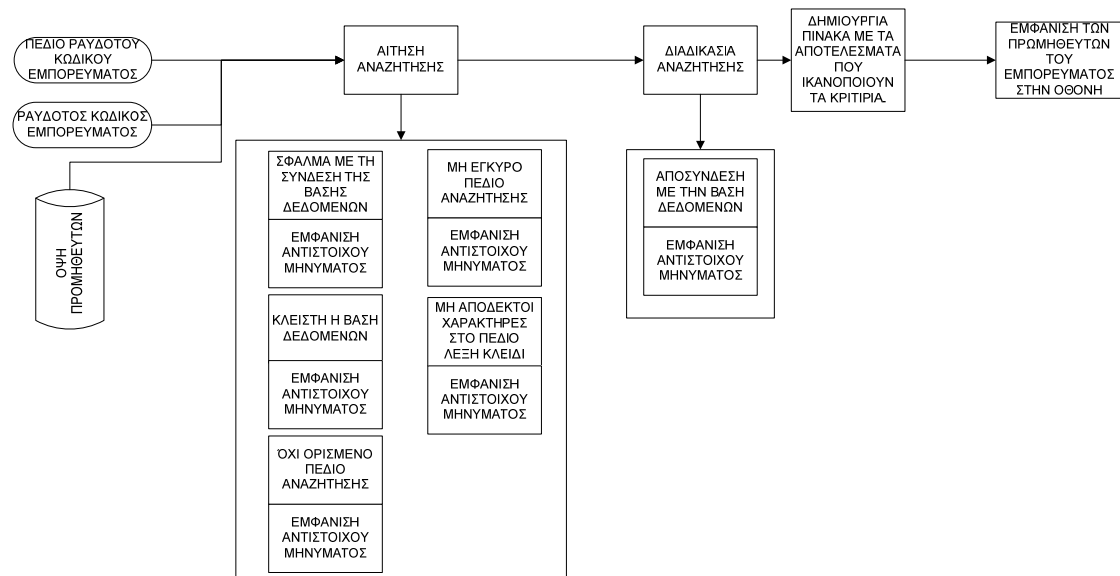 ΠΕΔΙΟ ΡΑΥΔΟΤΟΥ
ΚΩΔΙΚΟΥ
ΕΜΠΟΡΕΥΜΑΤΟΣ
ΡΑΥΔΟΤΟΣ ΚΩΔΙΚΟΣ
ΕΜΠΟΡΕΥΜΑΤΟΣ
ΟΨΗ
ΠΡΟΜΗΘΕΥΤΩΝ
ΑΙΤΗΣΗ
ΑΝΑΖΗΤΗΣΗΣ
ΣΦΑΛΜΑ ΜΕ ΤΗ
ΣΥΝΔΕΣΗ ΤΗΣ
ΒΑΣΗΣ
ΔΕΔΟΜΕΝΩΝ
ΕΜΦΑΝΙΣΗ
ΑΝΤΙΣΤΟΙΧΟΥ
ΜΗΝΥΜΑΤΟΣ
ΚΛΕΙΣΤΗ Η ΒΑΣΗ
ΔΕΔΟΜΕΝΩΝ
ΕΜΦΑΝΙΣΗ
ΑΝΤΙΣΤΟΙΧΟΥ
ΜΗΝΥΜΑΤΟΣ
ΌΧΙ ΟΡΙΣΜΕΝΟ
ΠΕΔΙΟ
ΑΝΑΖΗΤΗΣΗΣ
ΕΜΦΑΝΙΣΗ
ΑΝΤΙΣΤΟΙΧΟΥ
ΜΗΝΥΜΑΤΟΣ
ΜΗ ΕΓΚΥΡΟ
ΠΕΔΙΟ
ΑΝΑΖΗΤΗΣΗΣ
ΕΜΦΑΝΙΣΗ
ΑΝΤΙΣΤΟΙΧΟΥ
ΜΗΝΥΜΑΤΟΣ
ΜΗ ΑΠΟΔΕΚΤΟΙ
ΧΑΡΑΚΤΗΡΕΣ
ΣΤΟ ΠΕΔΙΟ
ΛΕΞΗ ΚΛΕΙΔΙ
ΕΜΦΑΝΙΣΗ
ΑΝΤΙΣΤΟΙΧΟΥ
ΜΗΝΥΜΑΤΟΣ
ΔΙΑΔΙΚΑΣΙΑ
ΑΝΑΖΗΤΗΣΗΣ
ΑΠΟΣΥΝΔΕΣΗ
ΜΕ ΤΗΝ ΒΑΣΗ
ΔΕΔΟΜΕΝΩΝ
ΕΜΦΑΝΙΣΗ
ΑΝΤΙΣΤΟΙΧΟΥ
ΜΗΝΥΜΑΤΟΣ
ΔΗΜΙΟΥΡΓΙΑ
ΠΙΝΑΚΑ ΜΕ ΤΑ
ΑΠΟΤΕΛΕΣΜΑΤΑ
ΠΟΥ
ΙΚΑΝΟΠΟΙΟΥΝ
ΤΑ ΚΡΙΤΙΡΙΑ.
ΕΜΦΑΝΙΣΗ ΤΩΝ
ΠΡΩΜΗΘΕΥΤΩΝ
ΤΟΥ
ΕΜΠΟΡΕΥΜΑΤΟΣ
ΣΤΗΝ ΟΘΟΝΗ